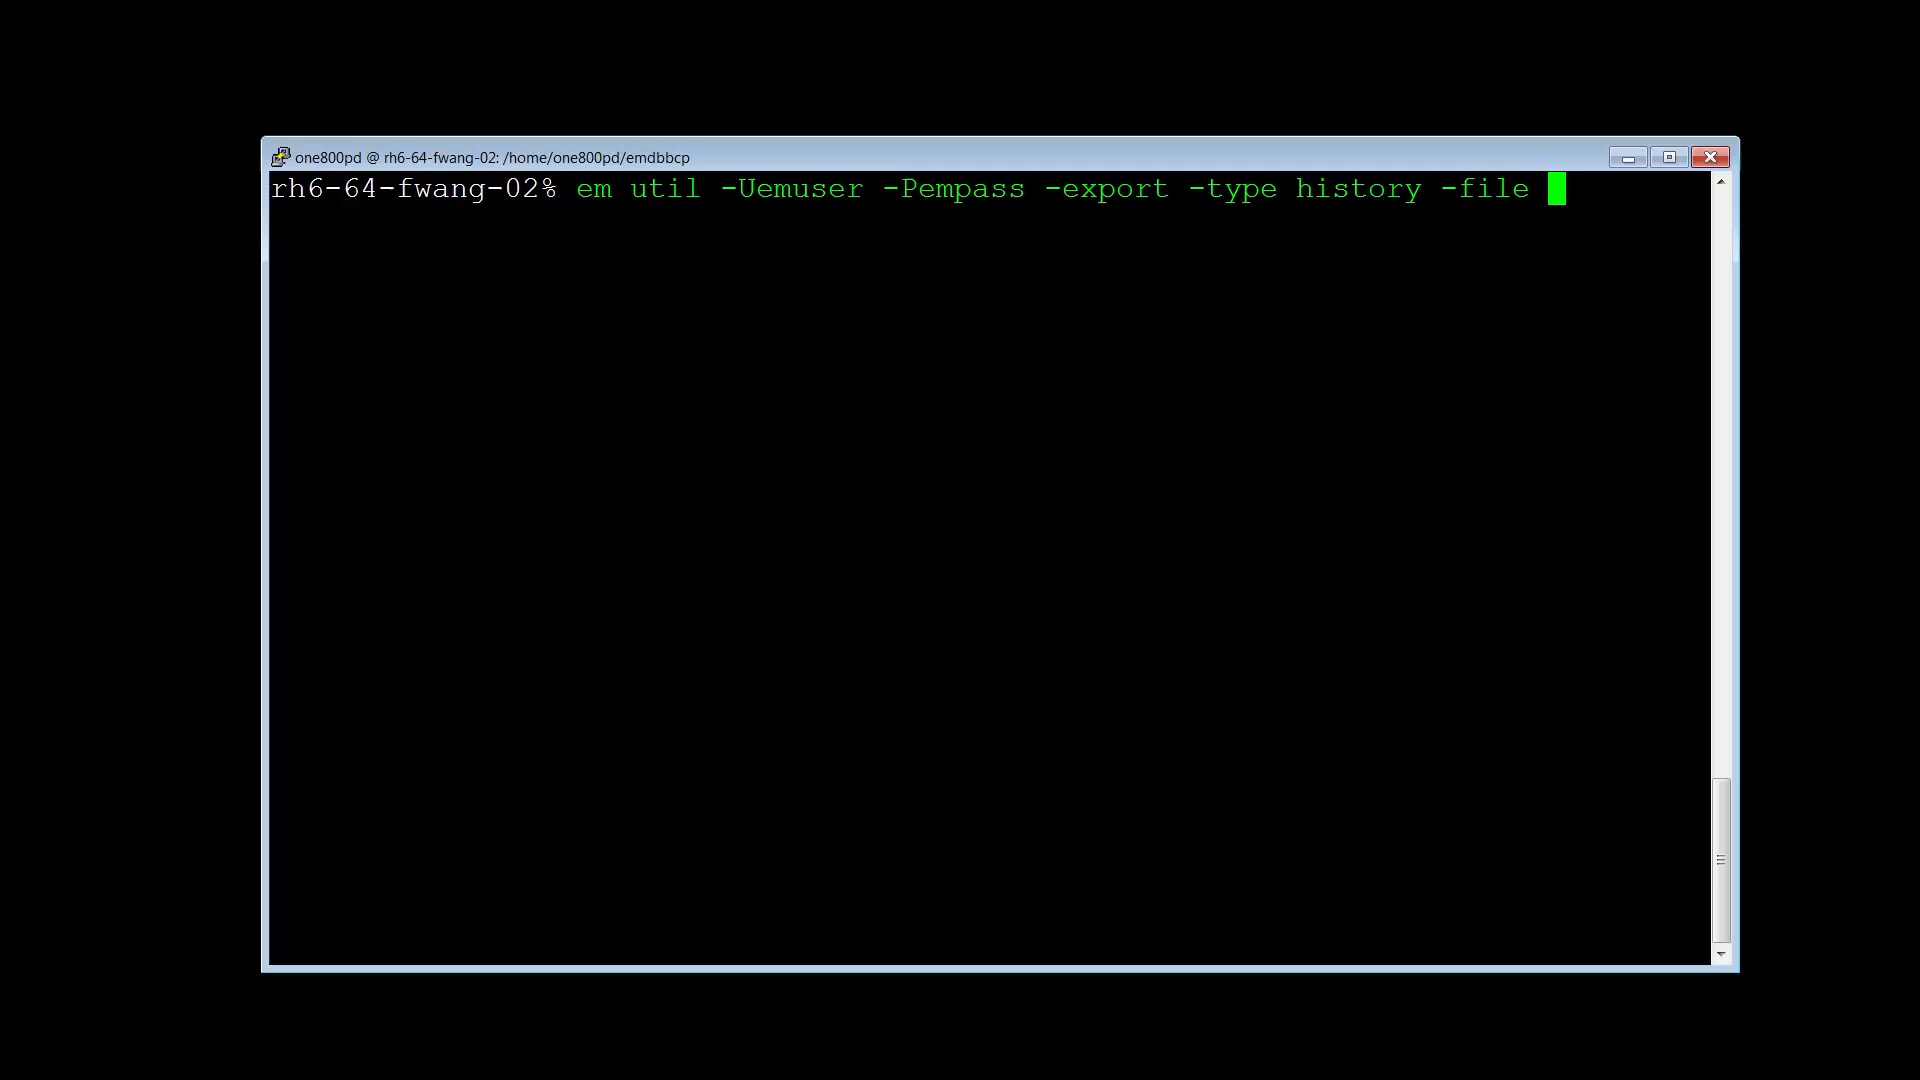 one800pd @ rh6-64-fwang-02: /home/one800pd/emdbbcp
rh6-64-fwang-02% em util -Uemuser -Pempass -export -type history -file